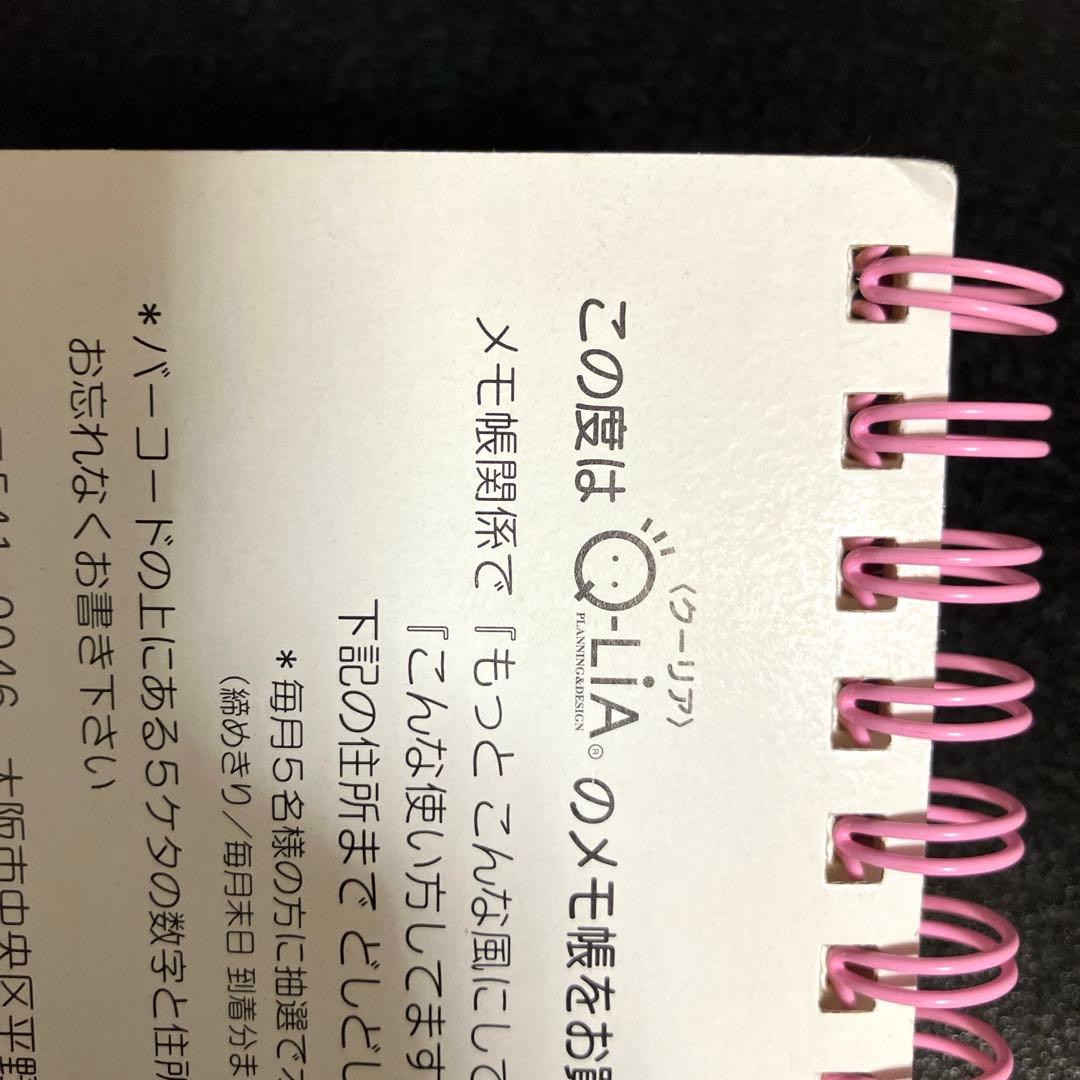 〈クーリア〉
この度は Q-LiA® のメモ帳をお
PLANNING&DESIGN
メモ帳関係で 『もっと こんな風にして
『こんな使い方してます
下記の住所まで どしどし
＊毎月５名様の方に抽選で
（締めきり／毎月末日 到着分ま
＊バーコードの上にある５ケタの数字と住所
お忘れなくお書き下さい
大阪市中央区平野